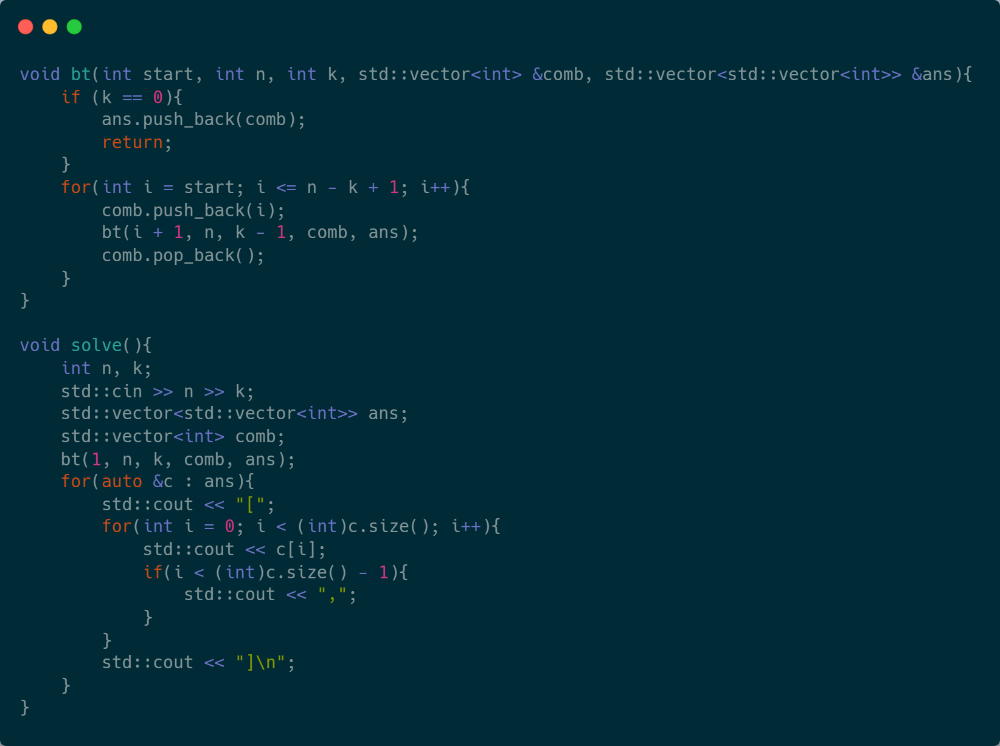 void bt(int start, int n, int k, std::vector<int> &comb, std::vector<std::vector<int>> &ans){
    if (k == 0){
        ans.push_back(comb);
        return;
    }
    for(int i = start; i <= n - k + 1; i++){
        comb.push_back(i);
        bt(i + 1, n, k - 1, comb, ans);
        comb.pop_back();
    }
}

void solve(){
    int n, k;
    std::cin >> n >> k;
    std::vector<std::vector<int>> ans;
    std::vector<int> comb;
    bt(1, n, k, comb, ans);
    for(auto &c : ans){
        std::cout << "[";
        for(int i = 0; i < (int)c.size(); i++){
            std::cout << c[i];
            if(i < (int)c.size() - 1){
                std::cout << ",";
            }
        }
        std::cout << "]\n";
    }
}